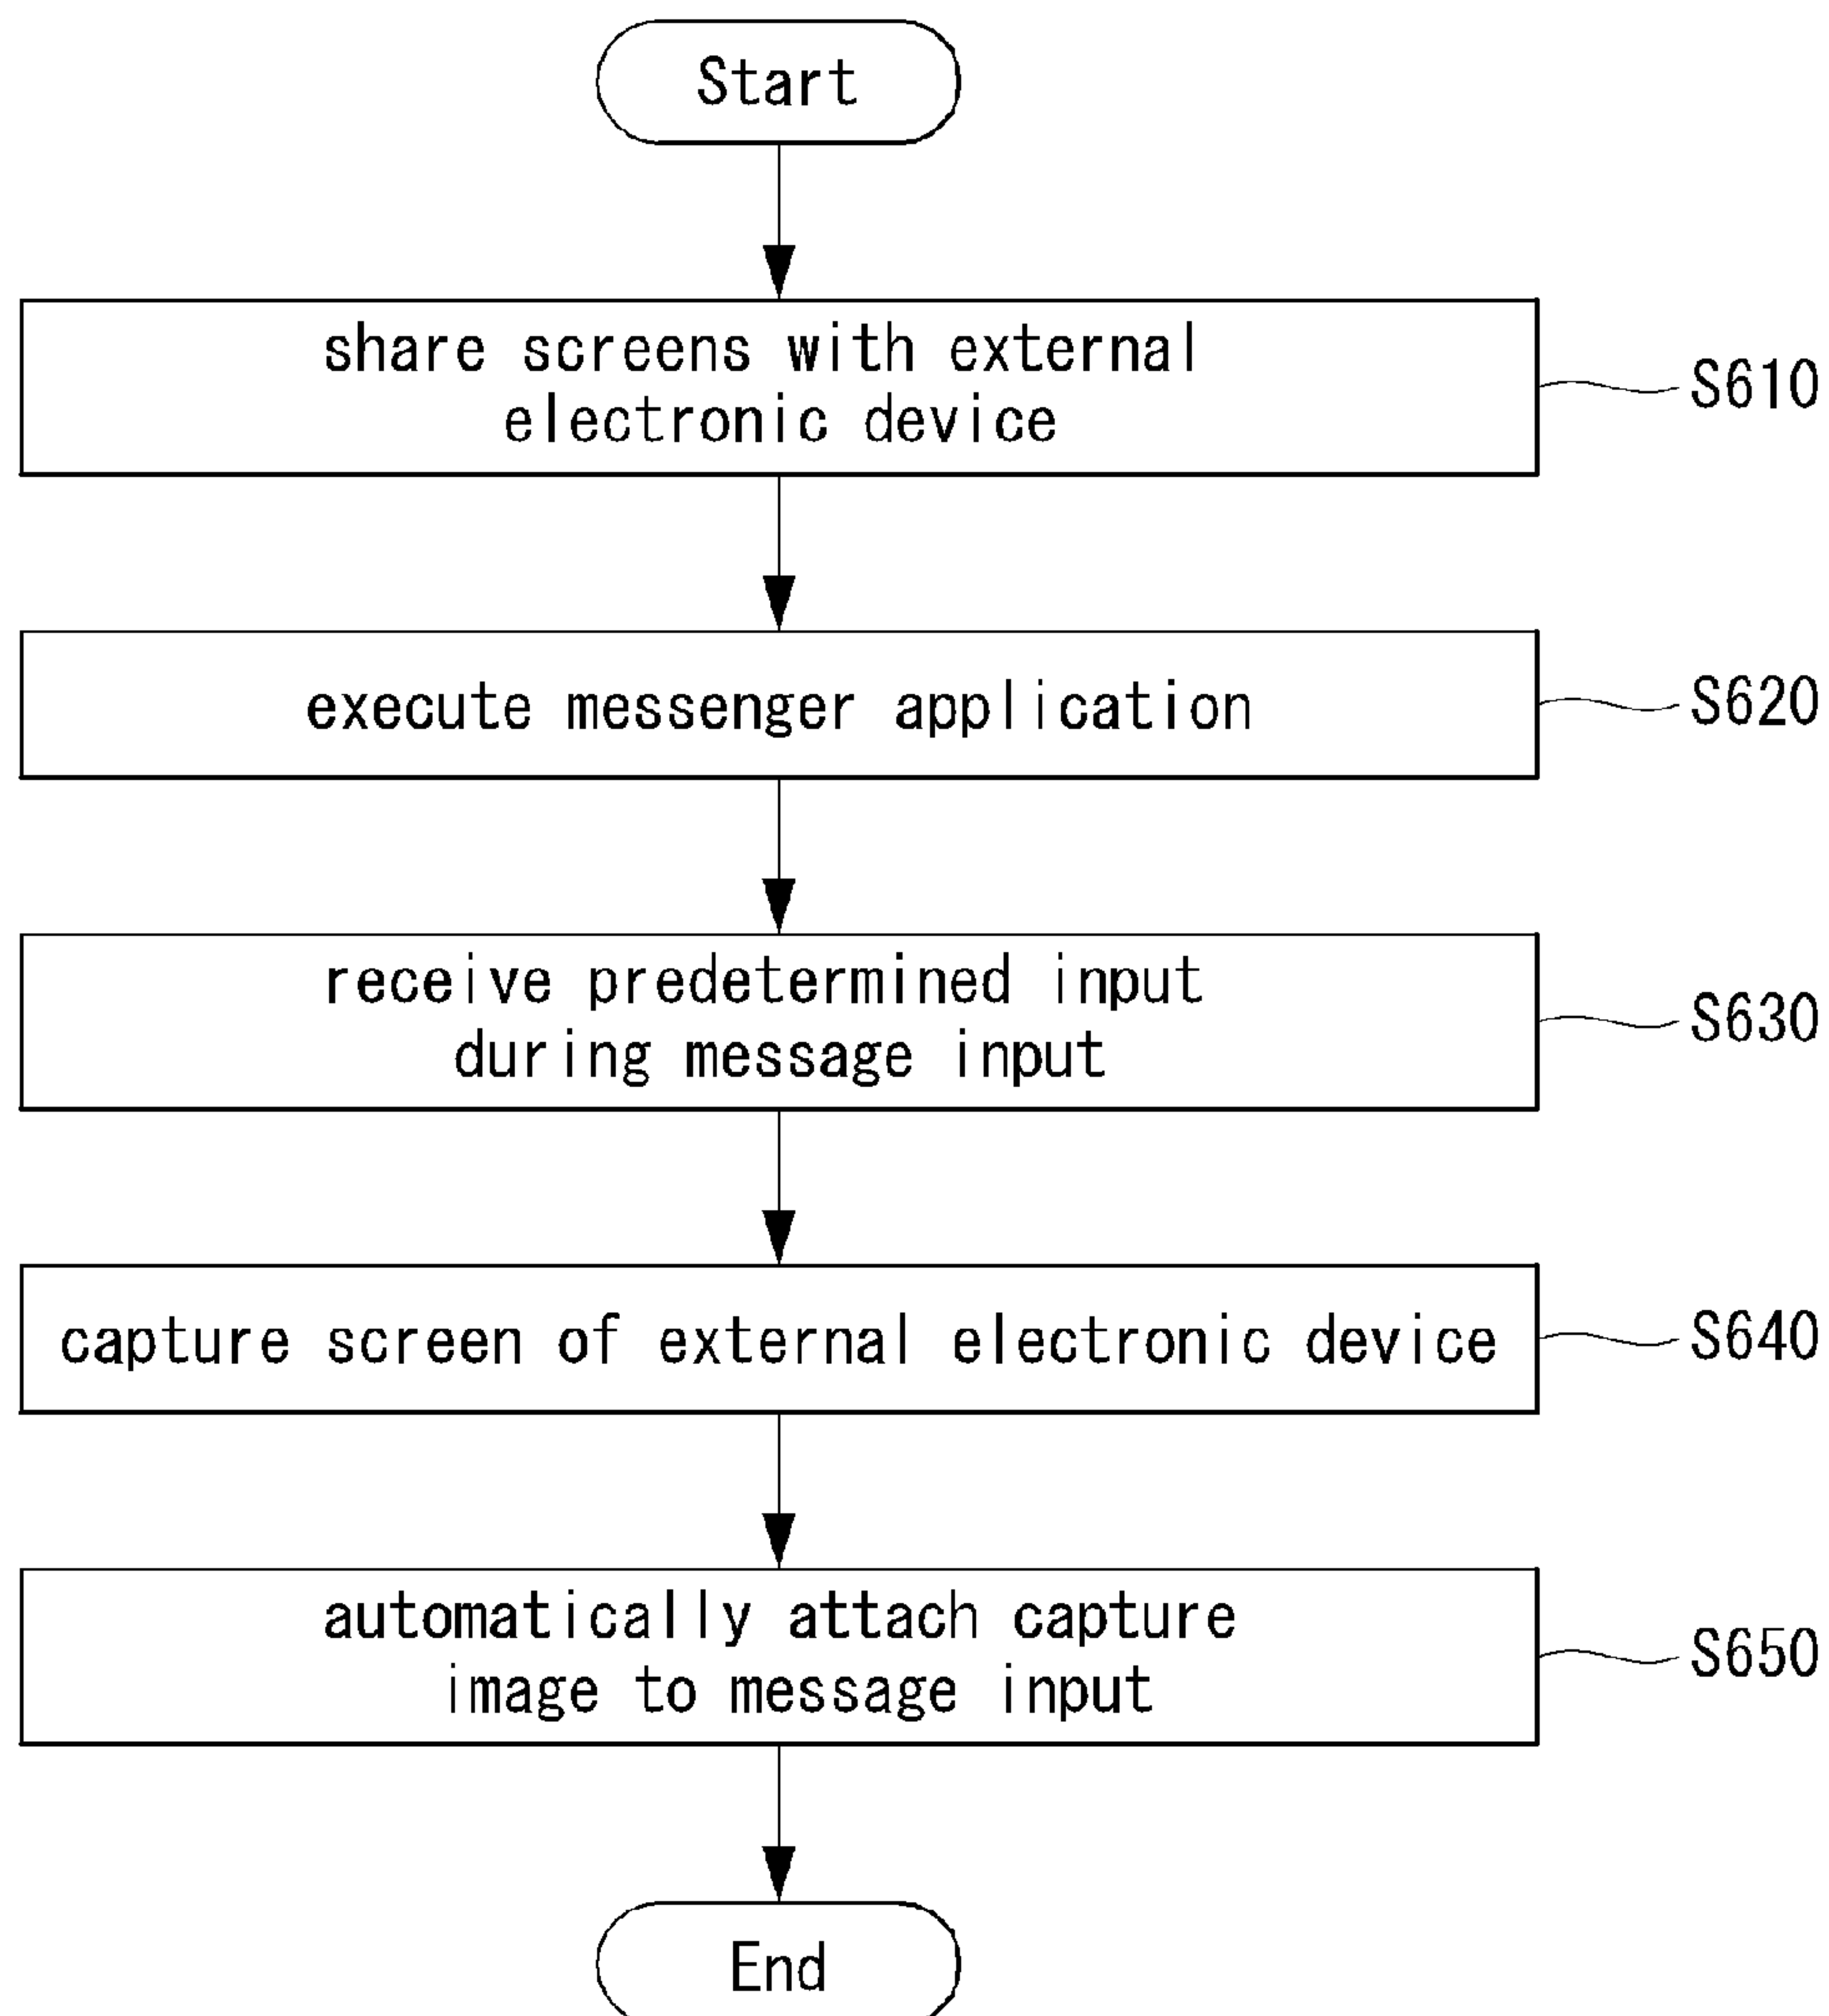 Start
share screens with external
electronic device
S610
execute messenger application
S620
receive predetermined input
during message input
S630
capture screen of external electronic device
S640
automatically attach capture
image to message input
S650
End